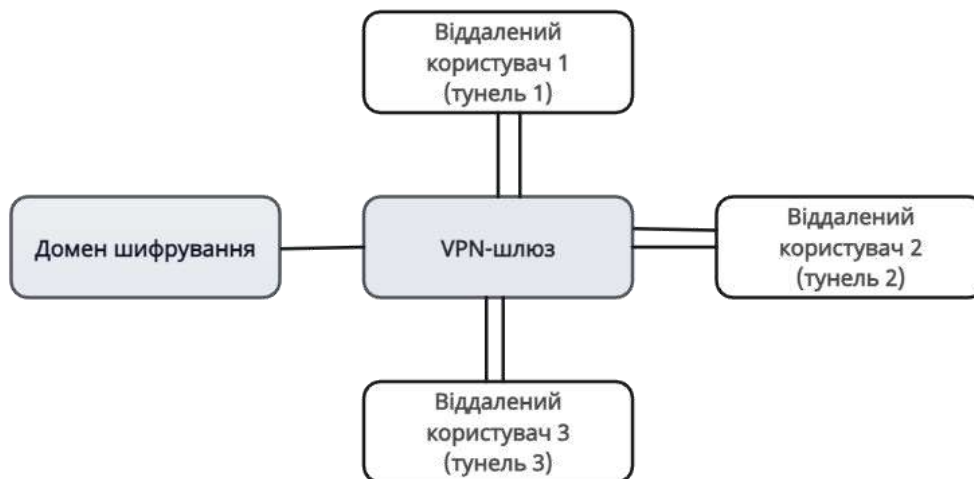 Віддалений
користувач 1
(тунель 1)
Домен шифрування
VPN-шлюз
Віддалений
користувач 2
(тунель 2)
Віддалений
користувач 3
(тунель 3)